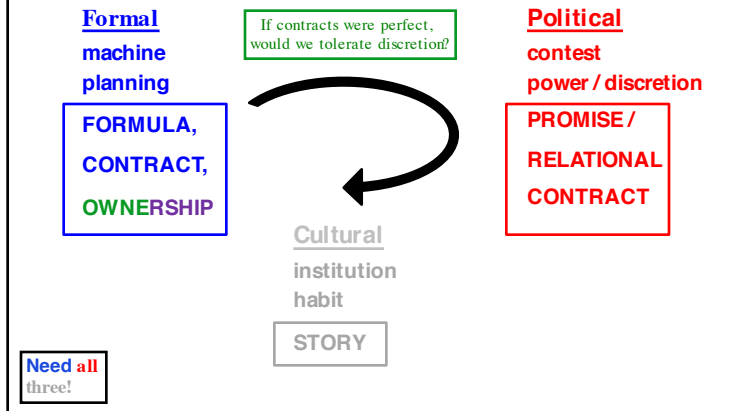 Formal
machine
planning
FORMULA,
CONTRACT,
OWNERSHIP
If contracts were perfect,
would we tolerate discretion?
Political
contest
power / discretion
PROMISE /
RELATIONAL
CONTRACT
Cultural
institution
habit
STORY
Need all
three!